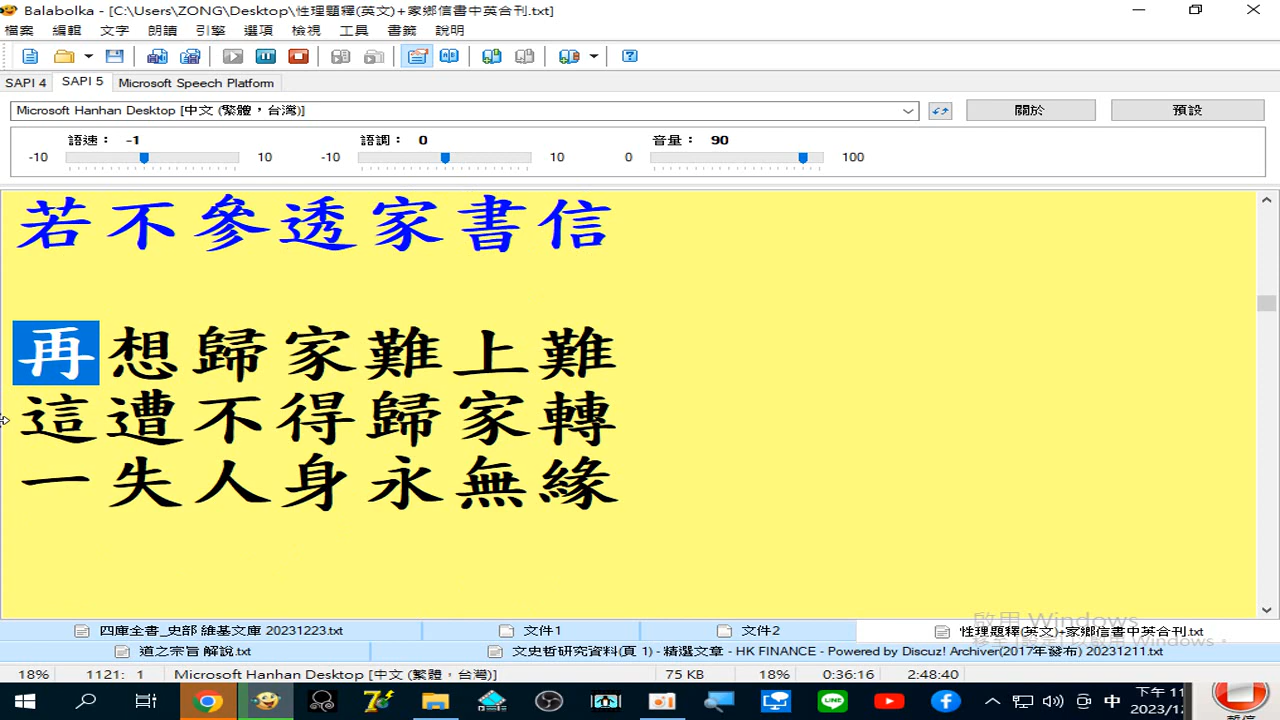 Balabolka - [C:\Users\ZONG\Desktop\性理題釋(英文)+家鄉信書中英合刊.txt]
檔案 編輯 文字 朗讀 引擎 選項 檢視 工具 書籤 說明
SAPI 4 SAPI 5 Microsoft Speech Platform
Microsoft Hanhan Desktop [中文 (繁體，台灣)] 關於 預設
語速： -1 語調： 0 音量： 90
-10 10 -10 10 0 100
若不參透家書信
再想歸家難上難
這遭不得歸家轉
一失人身永無緣
啟用 Windows
四庫全書_史部 維基文庫 20231223.txt 文件1 文件2 性理題釋(英文)+家鄉信書中英合刊.txt
道之宗旨 解說.txt 文史哲研究資料(頁 1) - 精選文章 - HK FINANCE - Powered by Discuz! Archiver(2017年發布) 20231211.txt
18% 1121: 1 Microsoft Hanhan Desktop [中文 (繁體，台灣)] 75 KB 18% 0:36:16 2:48:40
中 下午 11
2023/12